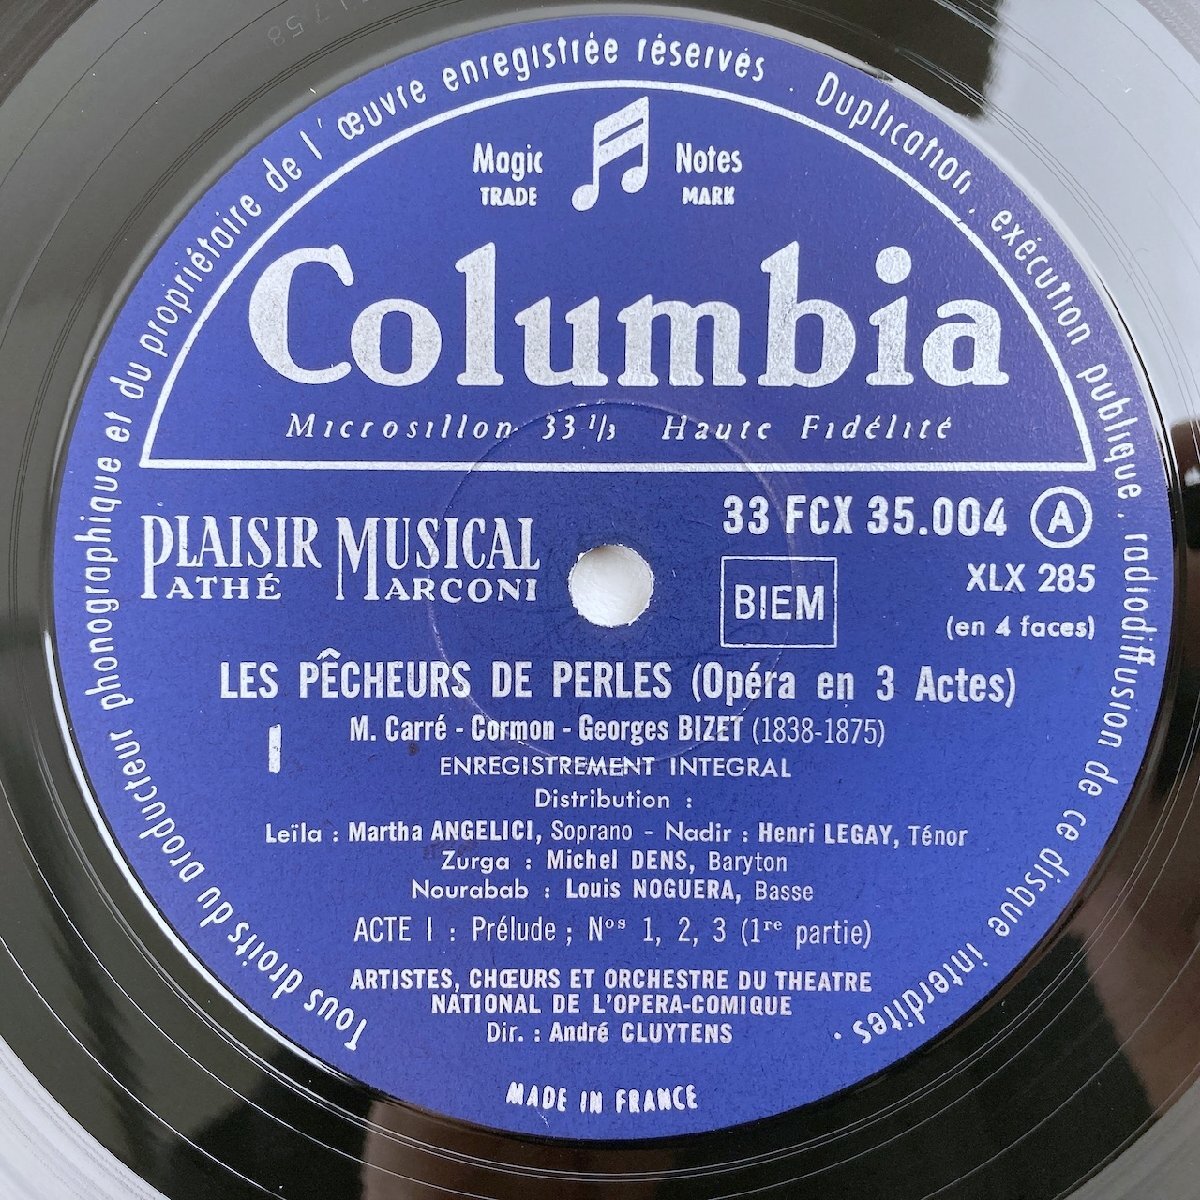 Tous droits du producteur phonographique et du propriétaire de l'œuvre enregistrée réservés . Duplication, exécution publique, radiodiffusion de ce disque interdites .
Magic Notes
TRADE MARK
Columbia
Microsillon 33 1/3 Haute Fidélité
PLAISIR MUSICAL
PATHÉ MARCONI
33 FCX 35.004 A
XLX 285
BIEM
(en 4 faces)
LES PÊCHEURS DE PERLES (Opéra en 3 Actes)
M. Carré - Cormon - Georges BIZET (1838-1875)
I
ENREGISTREMENT INTEGRAL
Distribution :
Leïla : Martha ANGELICI, Soprano - Nadir : Henri LEGAY, Ténor
Zurga : Michel DENS, Baryton
Nourabab : Louis NOGUERA, Basse
ACTE I : Prélude ; Nos 1, 2, 3 (1re partie)
ARTISTES, CHŒURS ET ORCHESTRE DU THEATRE
NATIONAL DE L'OPERA-COMIQUE
Dir. : André CLUYTENS
MADE IN FRANCE